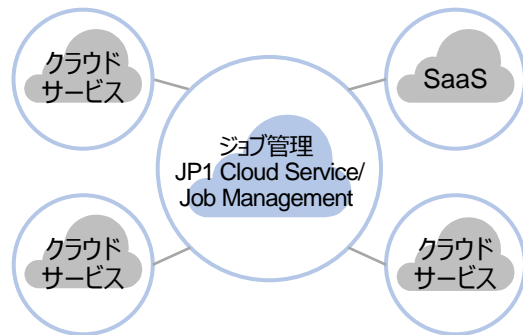 クラウド
サービス
SaaS
ジョブ管理
JP1 Cloud Service/
Job Management
クラウド
サービス
クラウド
サービス